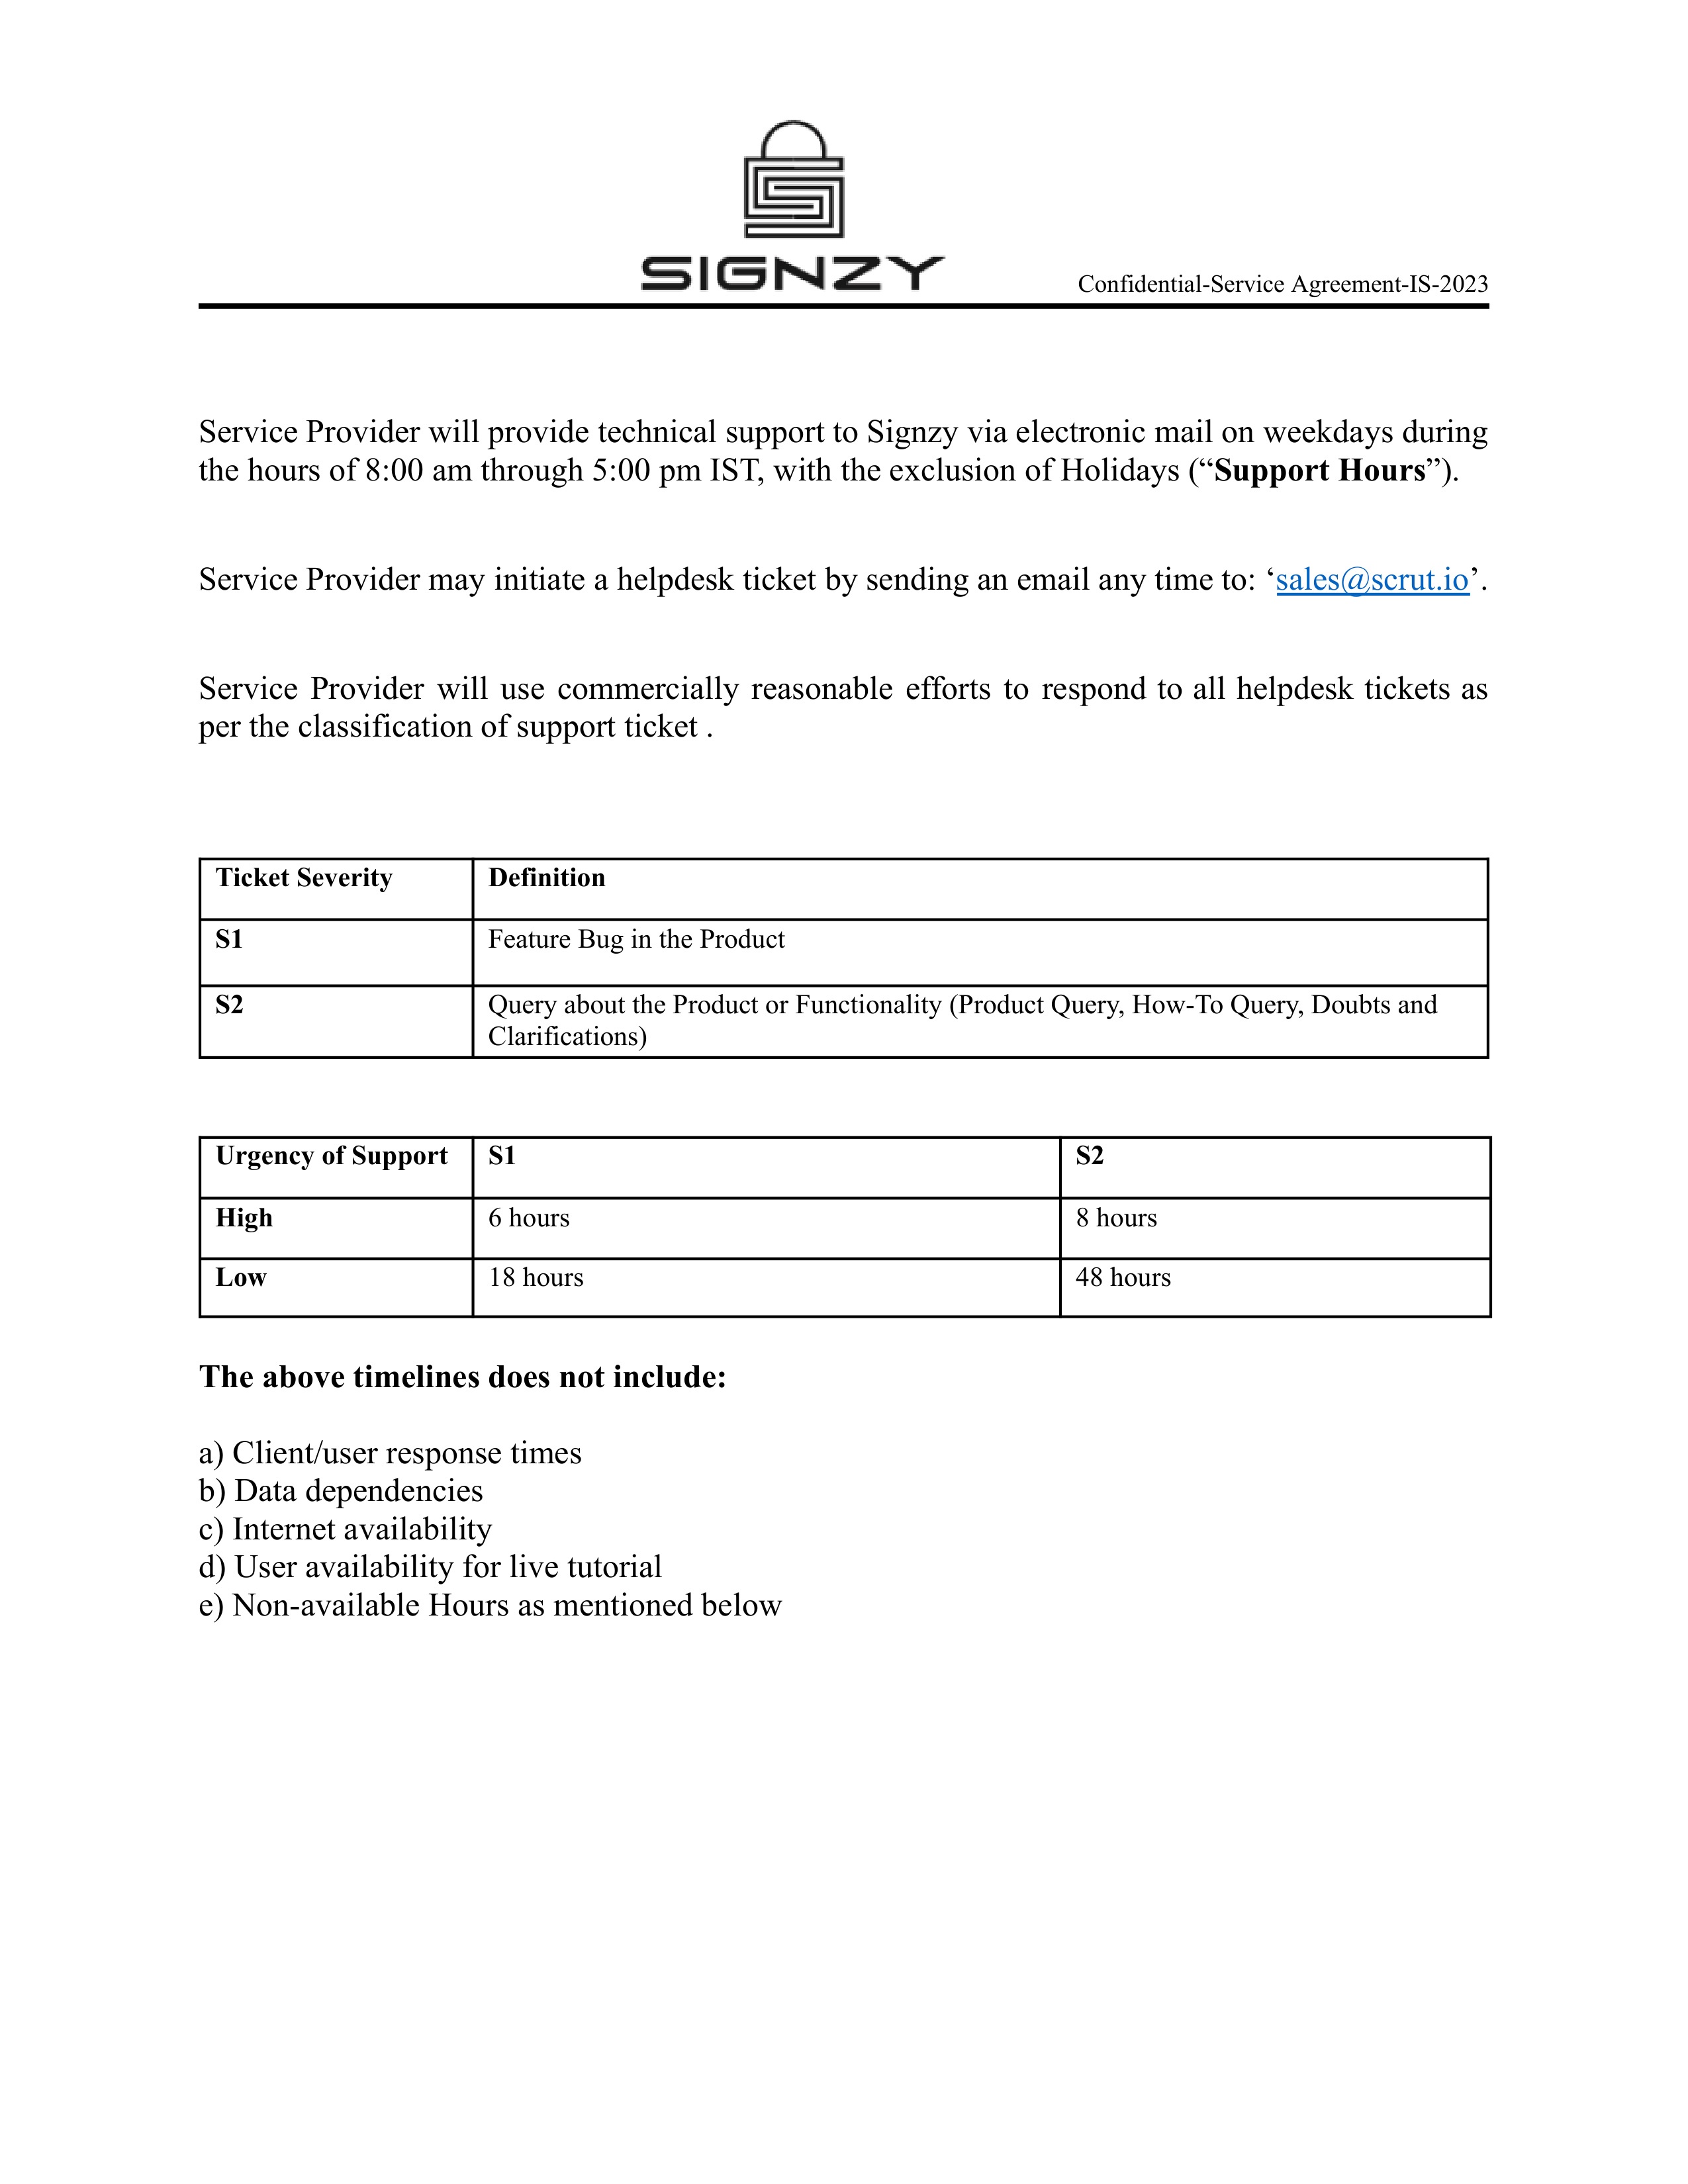 SIGNZY
Confidential-Service Agreement-IS-2023
Service Provider will provide technical support to Signzy via electronic mail on weekdays during
the hours of 8:00 am through 5:00 pm IST, with the exclusion of Holidays (“Support Hours”).
Service Provider may initiate a helpdesk ticket by sending an email any time to: ‘sales@scrut.io’.
Service Provider will use commercially reasonable efforts to respond to all helpdesk tickets as
per the classification of support ticket .
Ticket Severity Definition
S1 Feature Bug in the Product
S2 Query about the Product or Functionality (Product Query, How-To Query, Doubts and
Clarifications)
Urgency of Support S1 S2
High 6 hours 8 hours
Low 18 hours 48 hours
The above timelines does not include:
a) Client/user response times
b) Data dependencies
c) Internet availability
d) User availability for live tutorial
e) Non-available Hours as mentioned below